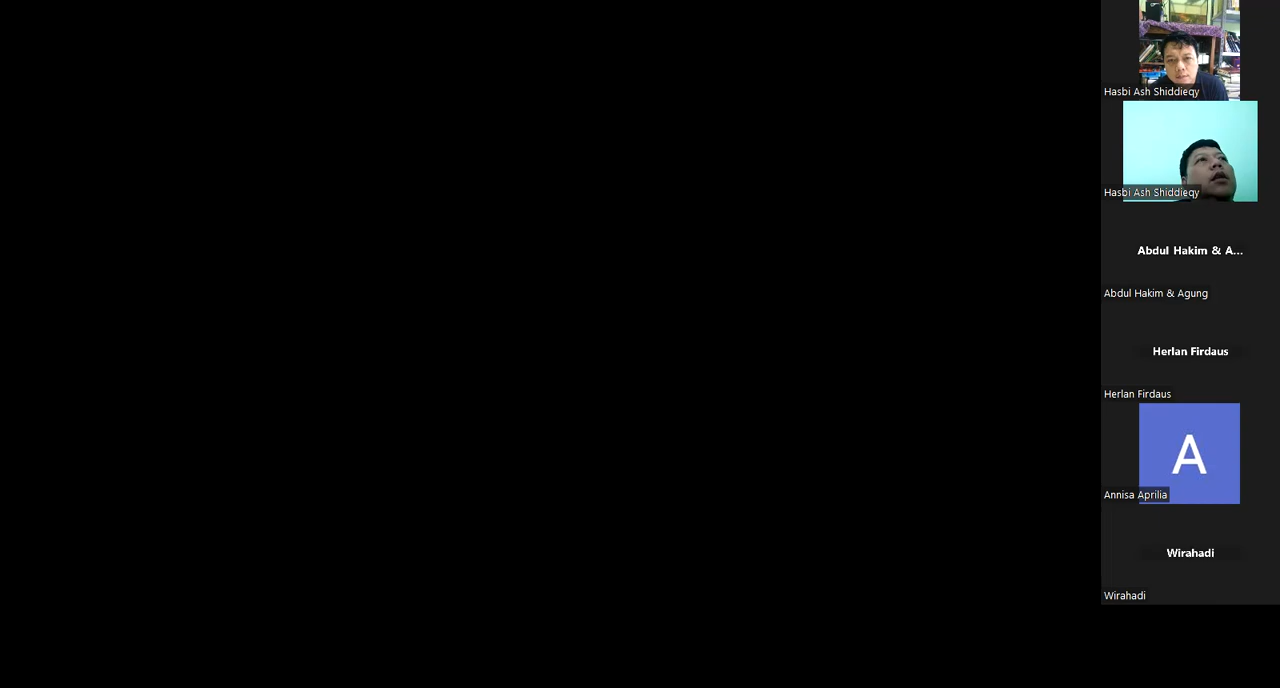 Hasbi Ash Shiddieqy
Hasbi Ash Shiddieqy
Abdul Hakim & A...
Abdul Hakim & Agung
Herlan Firdaus
Herlan Firdaus
A
Annisa Aprilia
Wirahadi
Wirahadi